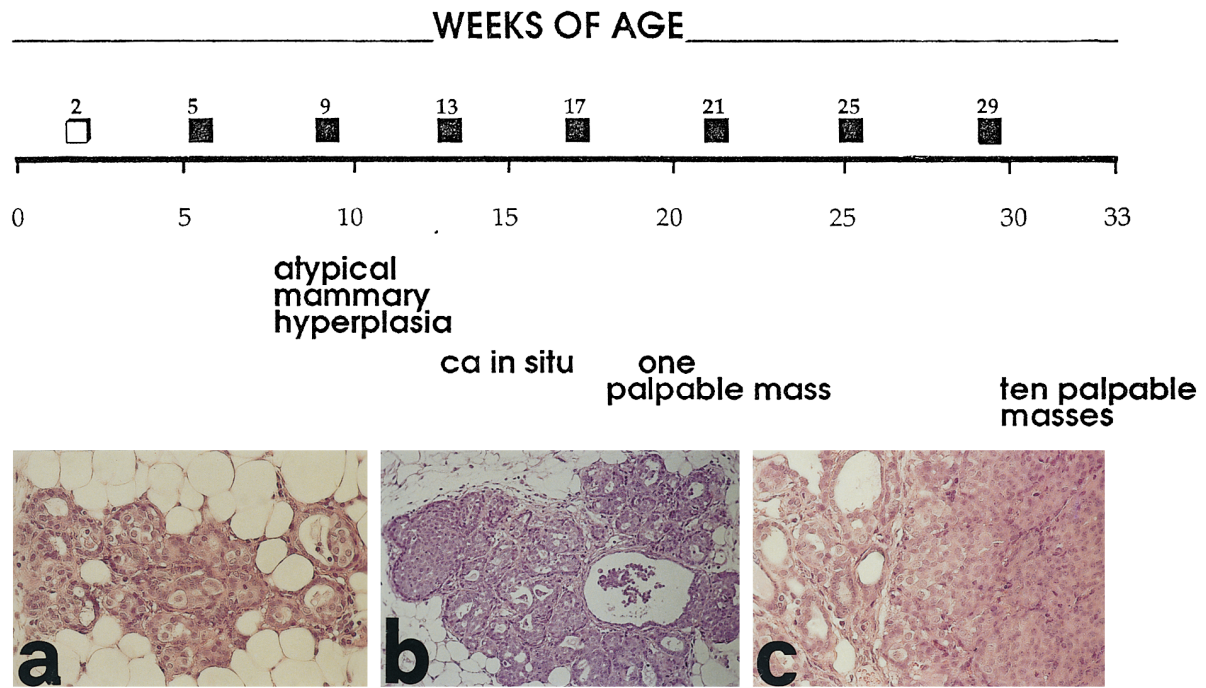 WEEKS OF AGE
2 5 9 13 17 21 25 29
0 5 10 15 20 25 30 33
atypical
mammary
hyperplasia
ca in situ
one
palpable mass
ten palpable
masses
a b c